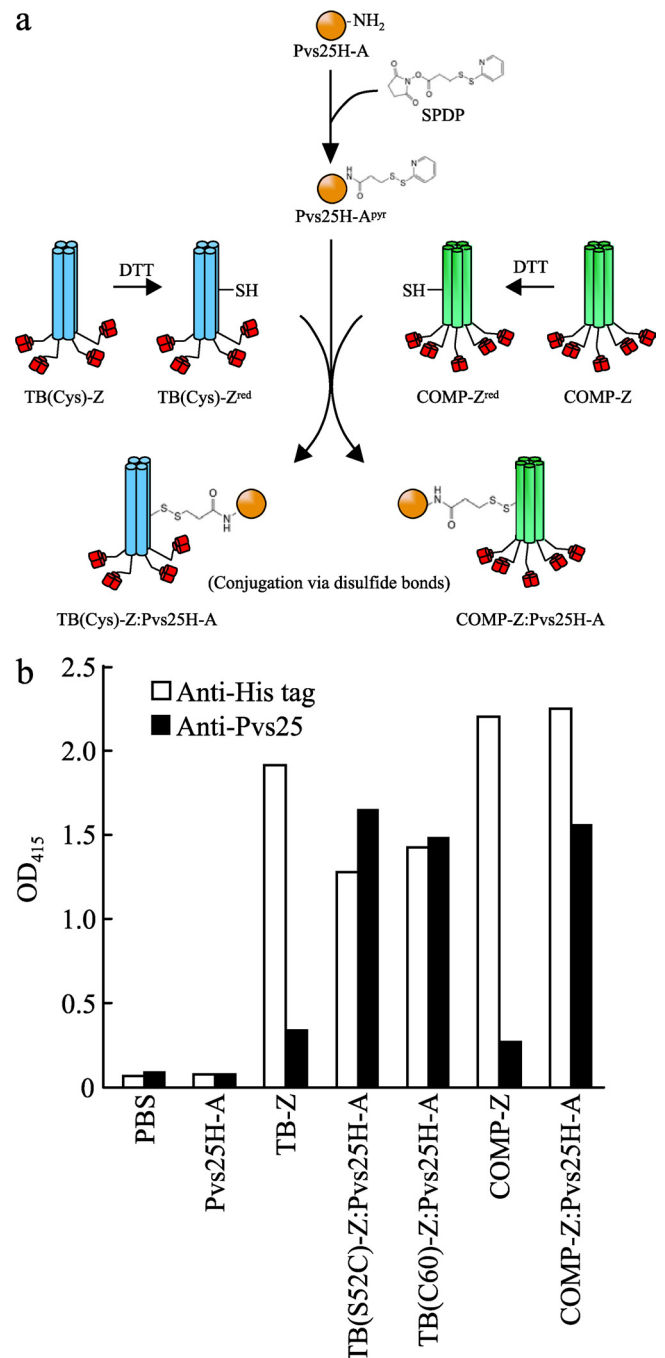 a
-NH2
Pvs25H-A
SPDP
Pvs25H-Apyr
DTT
SH
SH
DTT
TB(Cys)-Z
TB(Cys)-Zred
COMP-Zred
COMP-Z
(Conjugation via disulfide bonds)
TB(Cys)-Z:Pvs25H-A
COMP-Z:Pvs25H-A
b
Anti-His tag
Anti-Pvs25
OD415
2.5
2.0
1.5
1.0
0.5
0
PBS
Pvs25H-A
TB-Z
TB(S52C)-Z:Pvs25H-A
TB(C60)-Z:Pvs25H-A
COMP-Z
COMP-Z:Pvs25H-A